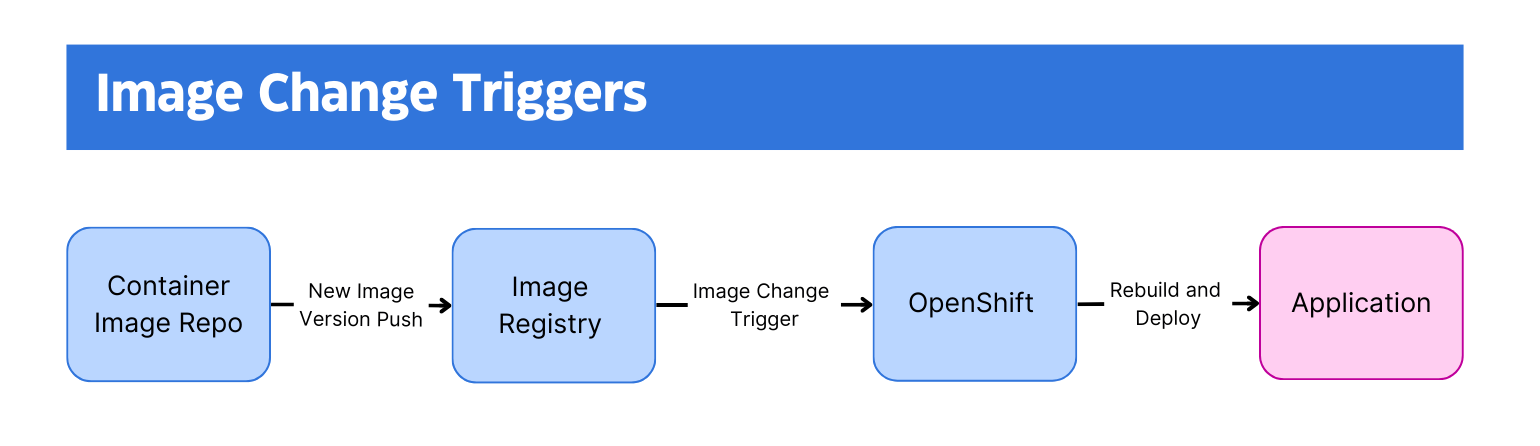 Image Change Triggers
Container
Image Repo
New Image
Version Push
Image
Registry
Image Change
Trigger
OpenShift
Rebuild and
Deploy
Application